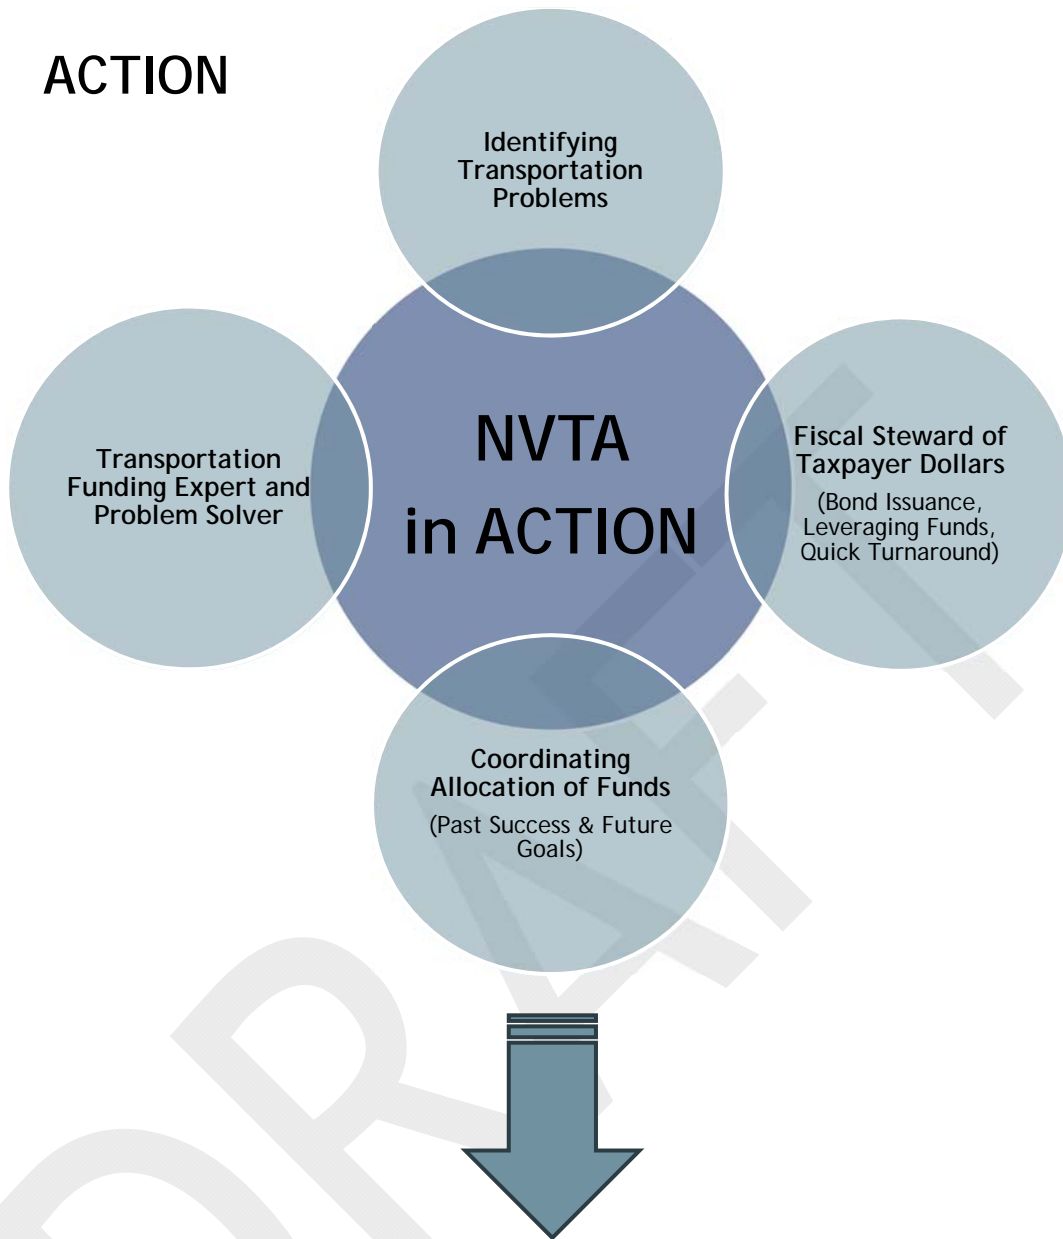 ACTION
Identifying
Transportation
Problems
Transportation
Funding Expert and
Problem Solver
NVTA
in ACTION
Fiscal Steward of
Taxpayer Dollars
(Bond Issuance,
Leveraging Funds,
Quick Turnaround)
Coordinating
Allocation of Funds
(Past Success & Future
Goals)
DRAFT